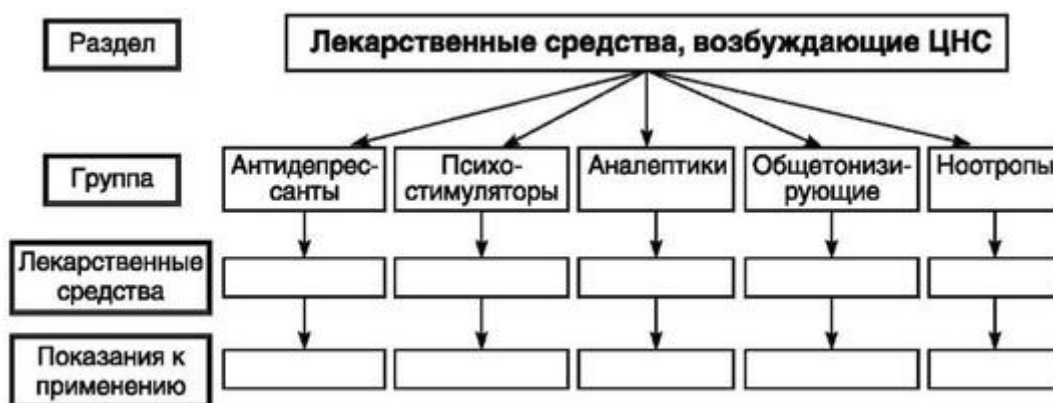 Раздел
Лекарственные средства, возбуждающие ЦНС
Группа
Антидепрес-
санты
Психо-
стимуляторы
Аналептики
Общетонизи-
рующие
Ноотропы
Лекарственные
средства
Показания к
применению